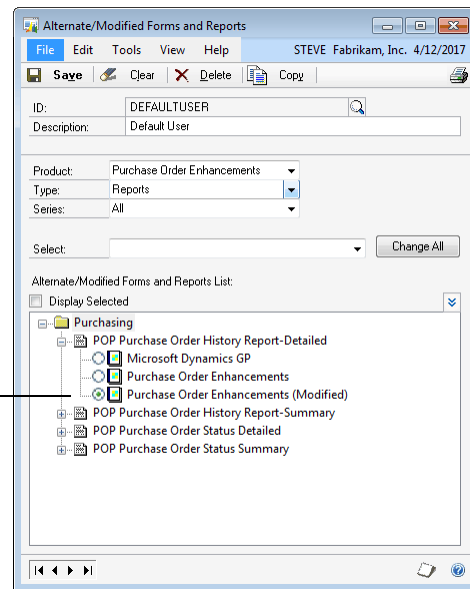 Alternate/Modified Forms and Reports
File Edit Tools View Help STEVE Fabrikam, Inc. 4/12/2017
Save Clear Delete Copy
ID: DEFAULTUSER
Description: Default User
Product: Purchase Order Enhancements
Type: Reports
Series: All
Select: Change All
Alternate/Modified Forms and Reports List:
Display Selected
Purchasing
POP Purchase Order History Report-Detailed
Microsoft Dynamics GP
Purchase Order Enhancements
Purchase Order Enhancements (Modified)
POP Purchase Order History Report-Summary
POP Purchase Order Status Detailed
POP Purchase Order Status Summary